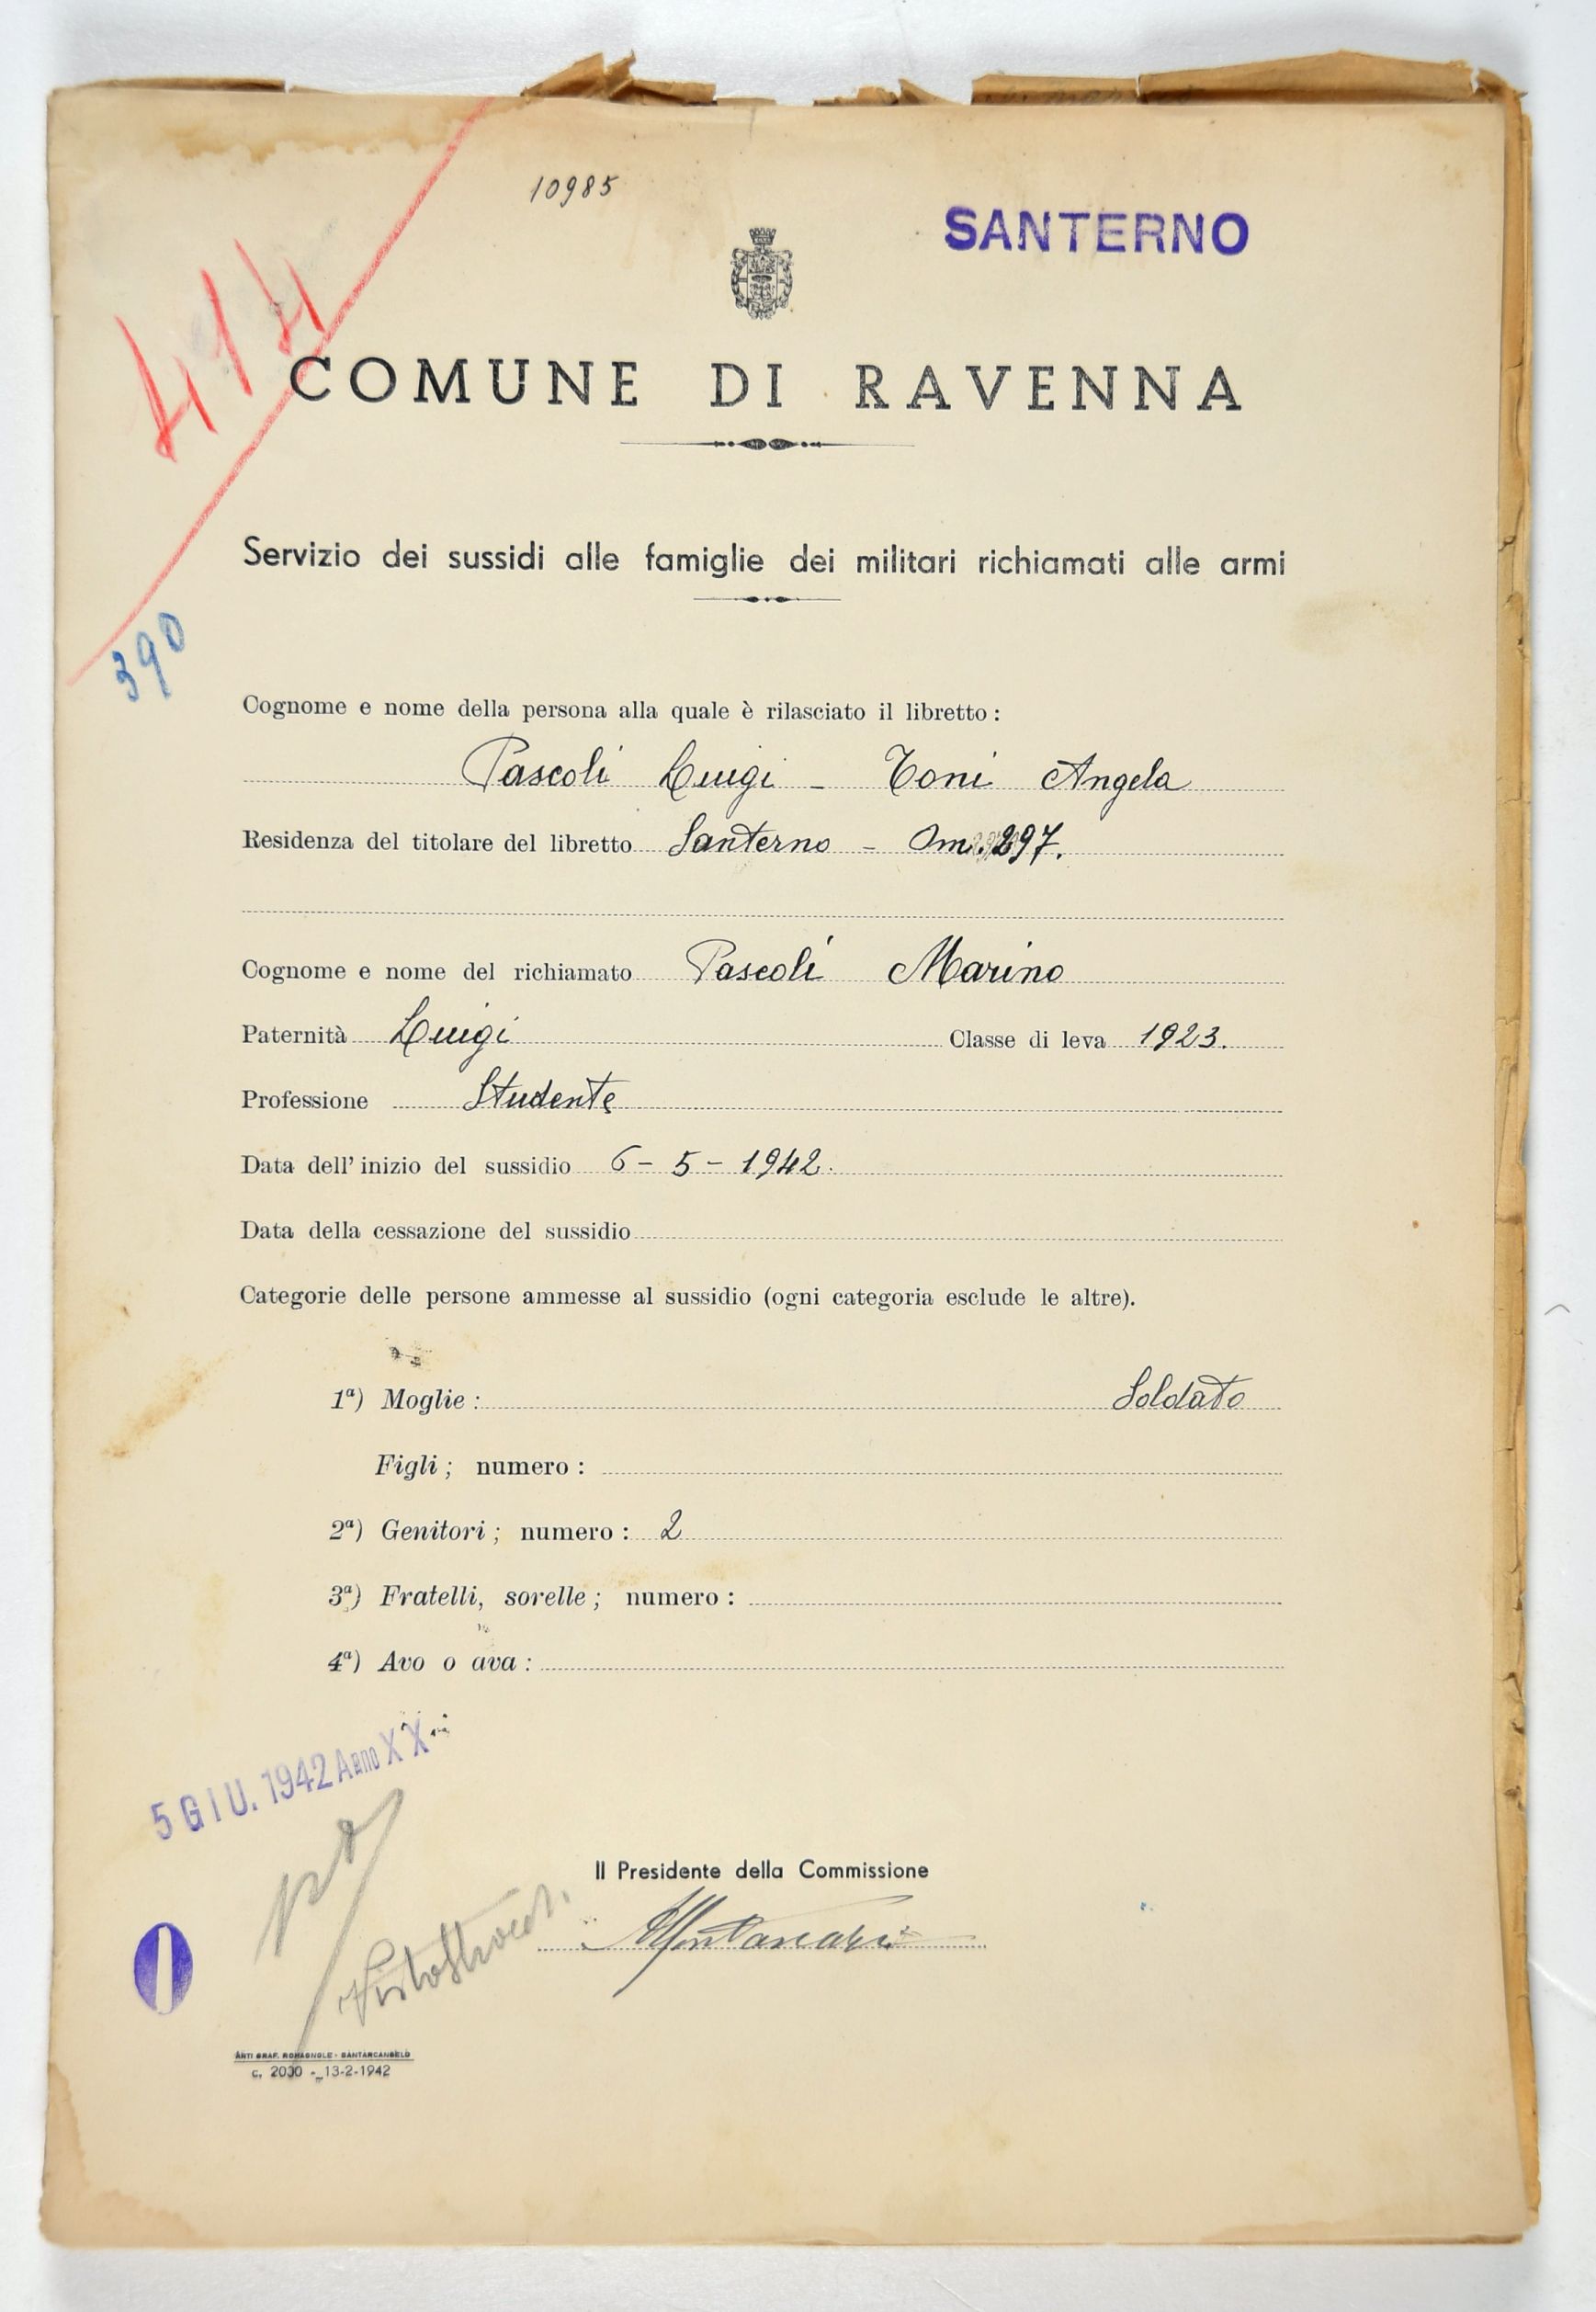 10985
SANTERNO
414
COMUNE DI RAVENNA
Servizio dei sussidi alle famiglie dei militari richiamati alle armi
390
Cognome e nome della persona alla quale è rilasciato il libretto:
Pascoli Luigi - Toni Angela
Residenza del titolare del libretto Santerno - 297.
Cognome e nome del richiamato Pascoli Marino
Paternità Luigi Classe di leva 1923.
Professione Studente
Data dell'inizio del sussidio 6-5-1942.
Data della cessazione del sussidio
Categorie delle persone ammesse al sussidio (ogni categoria esclude le altre).
1ª) Moglie: Soldato
Figli; numero:
2ª) Genitori; numero: 2
3ª) Fratelli, sorelle; numero:
4ª) Avo o ava:
5 GIU. 1942 Anno XX
Il Presidente della Commissione
ARTI GRAF. ROMAGNOLE - SANTARCANGELO
c. 2000 - 13-2-1942